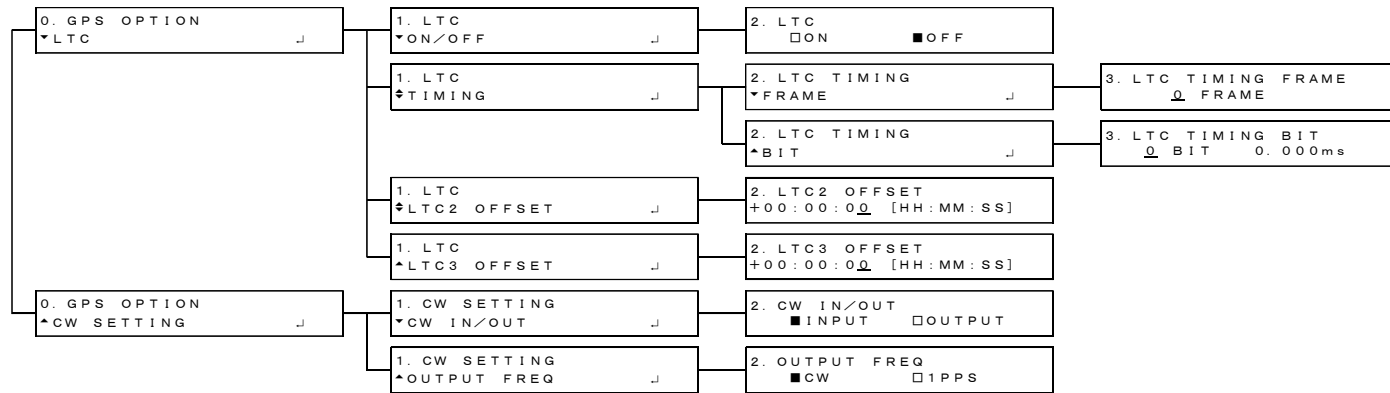 0. GPS OPTION
▾LTC ↵
1. LTC
▾ON/OFF ↵
2. LTC
□ON ■OFF
1. LTC
♦TIMING ↵
2. LTC TIMING
▾FRAME ↵
3. LTC TIMING FRAME
0 FRAME
2. LTC TIMING
▴BIT ↵
3. LTC TIMING BIT
0 BIT 0.000ms
1. LTC
♦LTC2 OFFSET ↵
2. LTC2 OFFSET
+00:00:00 [HH:MM:SS]
1. LTC
▴LTC3 OFFSET ↵
2. LTC3 OFFSET
+00:00:00 [HH:MM:SS]
0. GPS OPTION
▴CW SETTING ↵
1. CW SETTING
▾CW IN/OUT ↵
2. CW IN/OUT
■INPUT □OUTPUT
1. CW SETTING
▴OUTPUT FREQ ↵
2. OUTPUT FREQ
■CW □1PPS